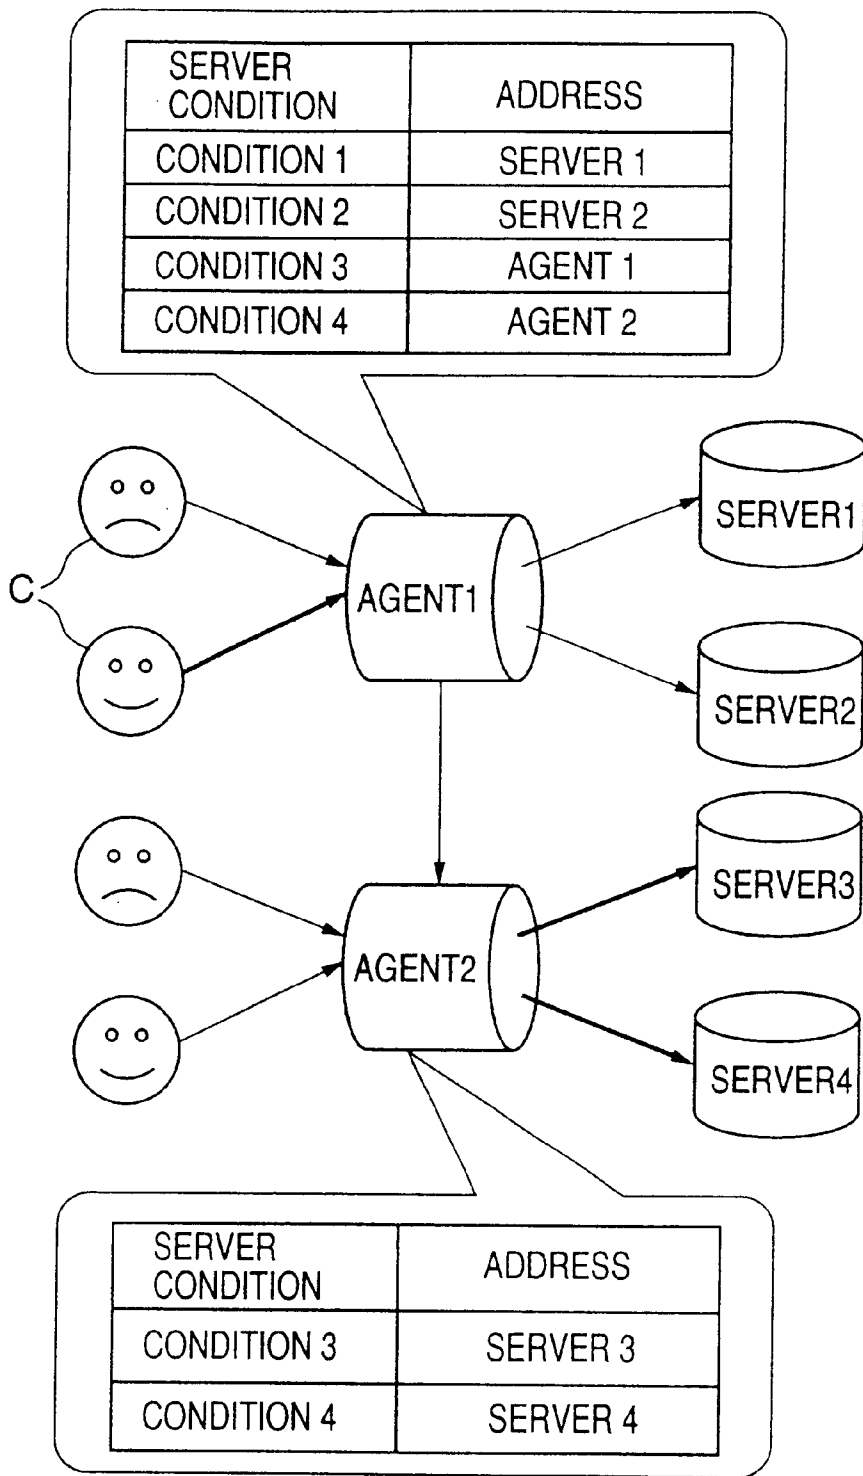 SERVER
CONDITION
ADDRESS
CONDITION 1
SERVER 1
CONDITION 2
SERVER 2
CONDITION 3
AGENT 1
CONDITION 4
AGENT 2
SERVER1
AGENT1
C
SERVER2
SERVER3
AGENT2
SERVER4
SERVER
CONDITION
ADDRESS
CONDITION 3
SERVER 3
CONDITION 4
SERVER 4